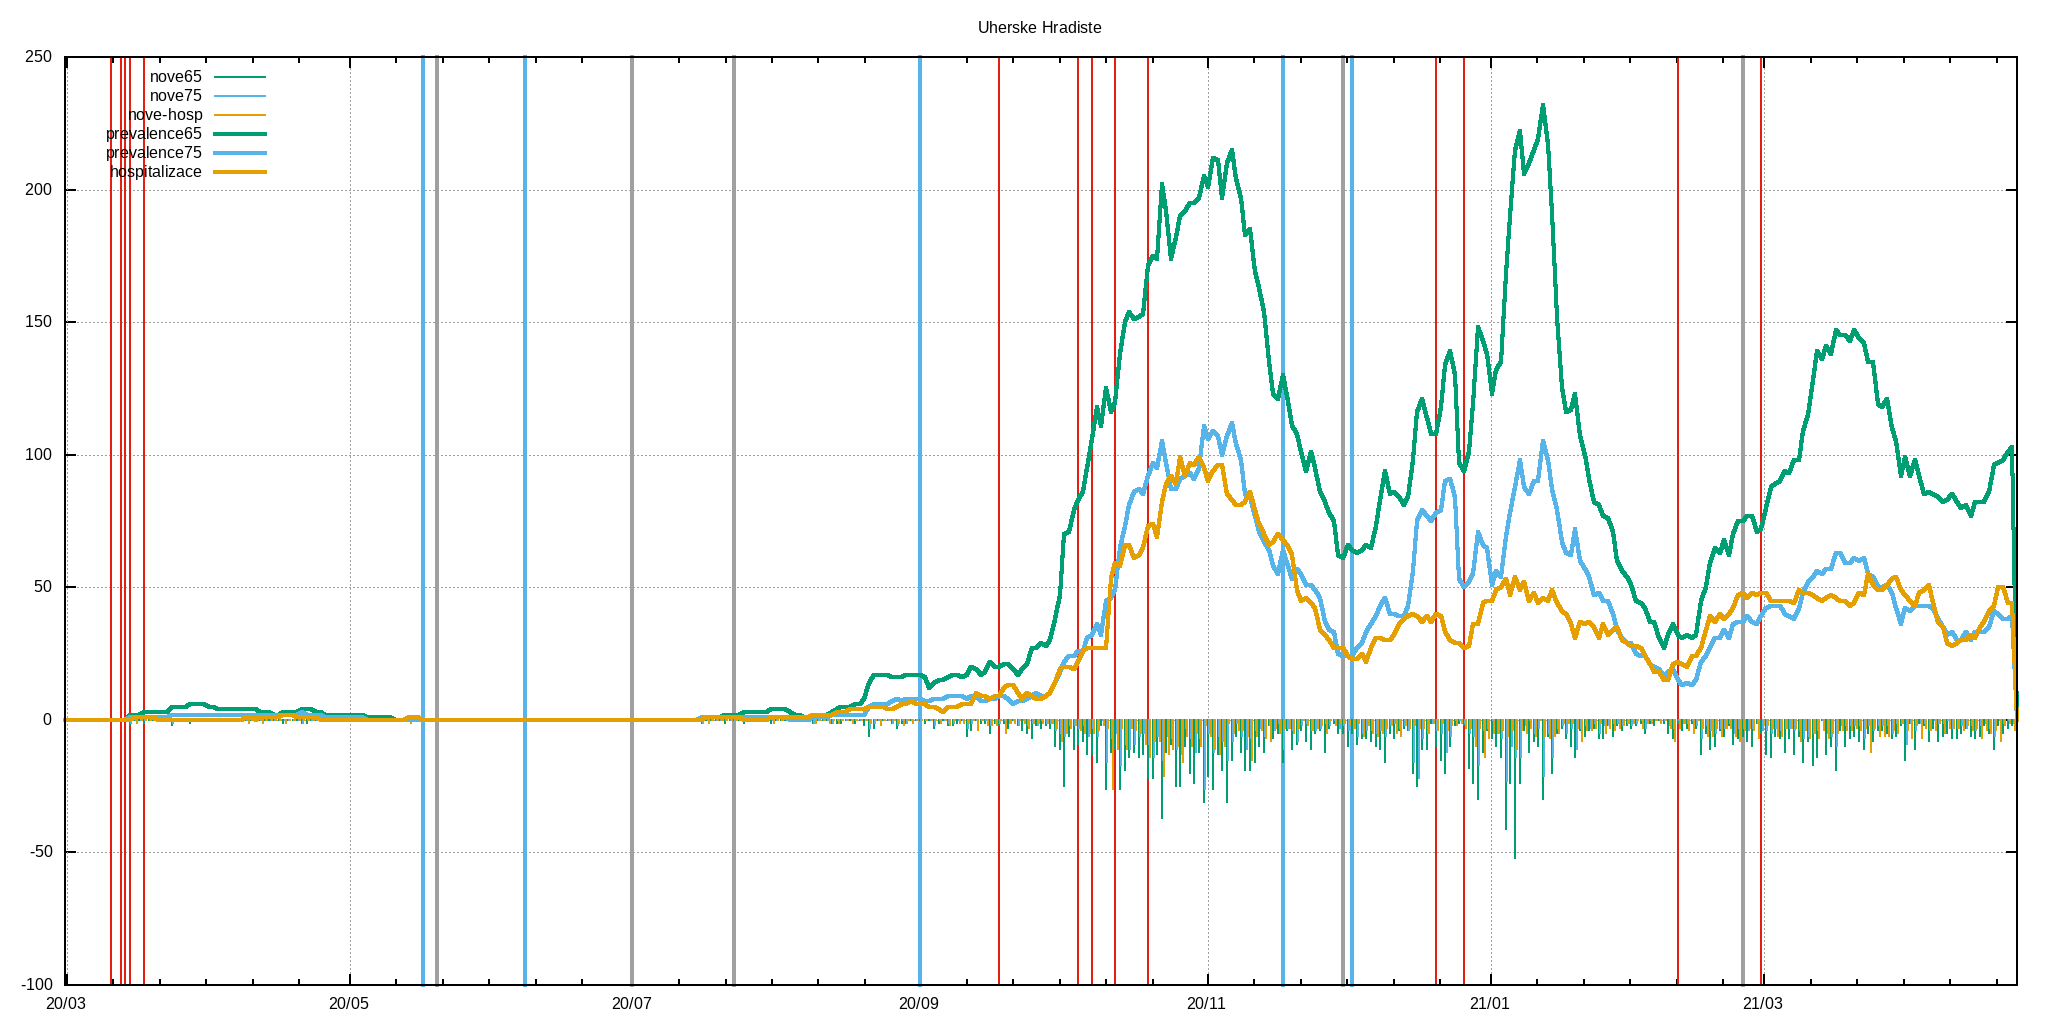 Uherske Hradiste
250
200
150
100
50
0
-50
-100
nove65
nove75
nove-hosp
prevalence65
prevalence75
hospitalizace
20/03 20/05 20/07 20/09 20/11 21/01 21/03